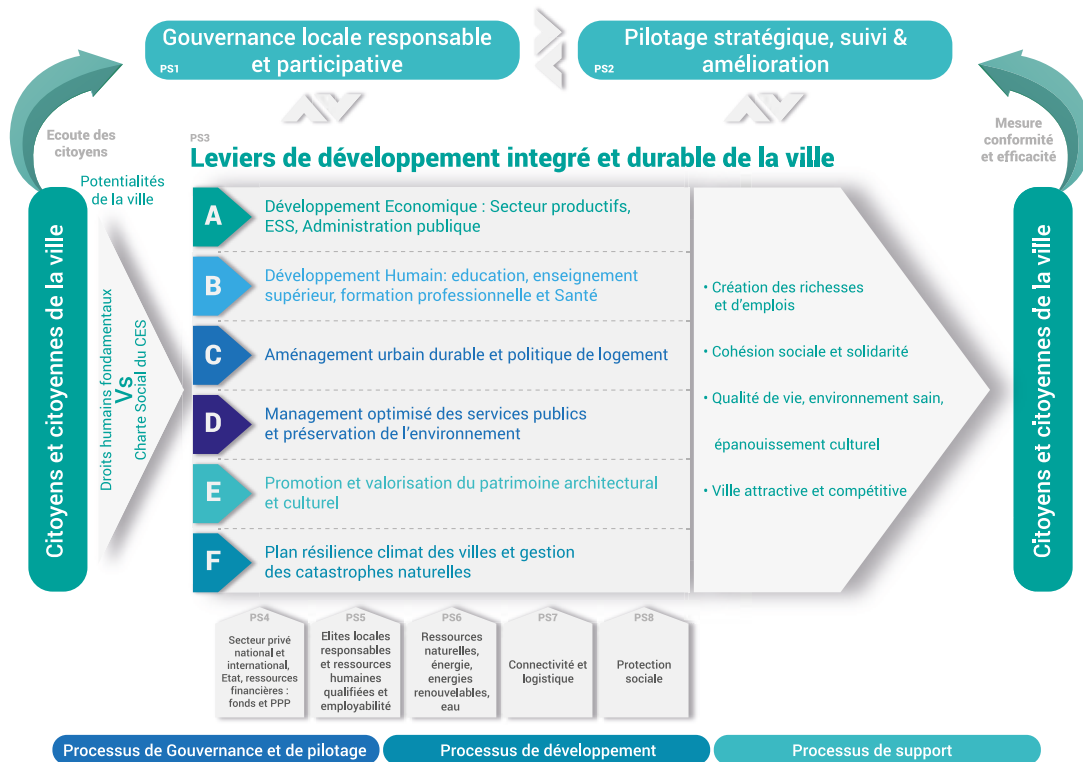 Gouvernance locale responsable
et participative
PS1
Pilotage stratégique, suivi &
amélioration
PS2
Ecoute des
citoyens
Mesure
conformité
et efficacité
PS3
Leviers de développement integré et durable de la ville
Potentialités
de la ville
Citoyens et citoyennes de la ville
Droits humains fondamentaux
Vs
Charte Social du CES
A
Développement Economique : Secteur productifs,
ESS, Administration publique
B
Développement Humain: education, enseignement
supérieur, formation professionnelle et Santé
C
Aménagement urbain durable et politique de logement
D
Management optimisé des services publics
et préservation de l'environnement
E
Promotion et valorisation du patrimoine architectural
et culturel
F
Plan résilience climat des villes et gestion
des catastrophes naturelles
• Création des richesses
et d'emplois
• Cohésion sociale et solidarité
• Qualité de vie, environnement sain,
épanouissement culturel
• Ville attractive et compétitive
Citoyens et citoyennes de la ville
PS4
Secteur privé
national et
international,
Etat, ressources
financières :
fonds et PPP
PS5
Elites locales
responsables
et ressources
humaines
qualifiées et
employabilité
PS6
Ressources
naturelles,
énergie,
energies
renouvelables,
eau
PS7
Connectivité et
logistique
PS8
Protection
sociale
Processus de Gouvernance et de pilotage
Processus de développement
Processus de support